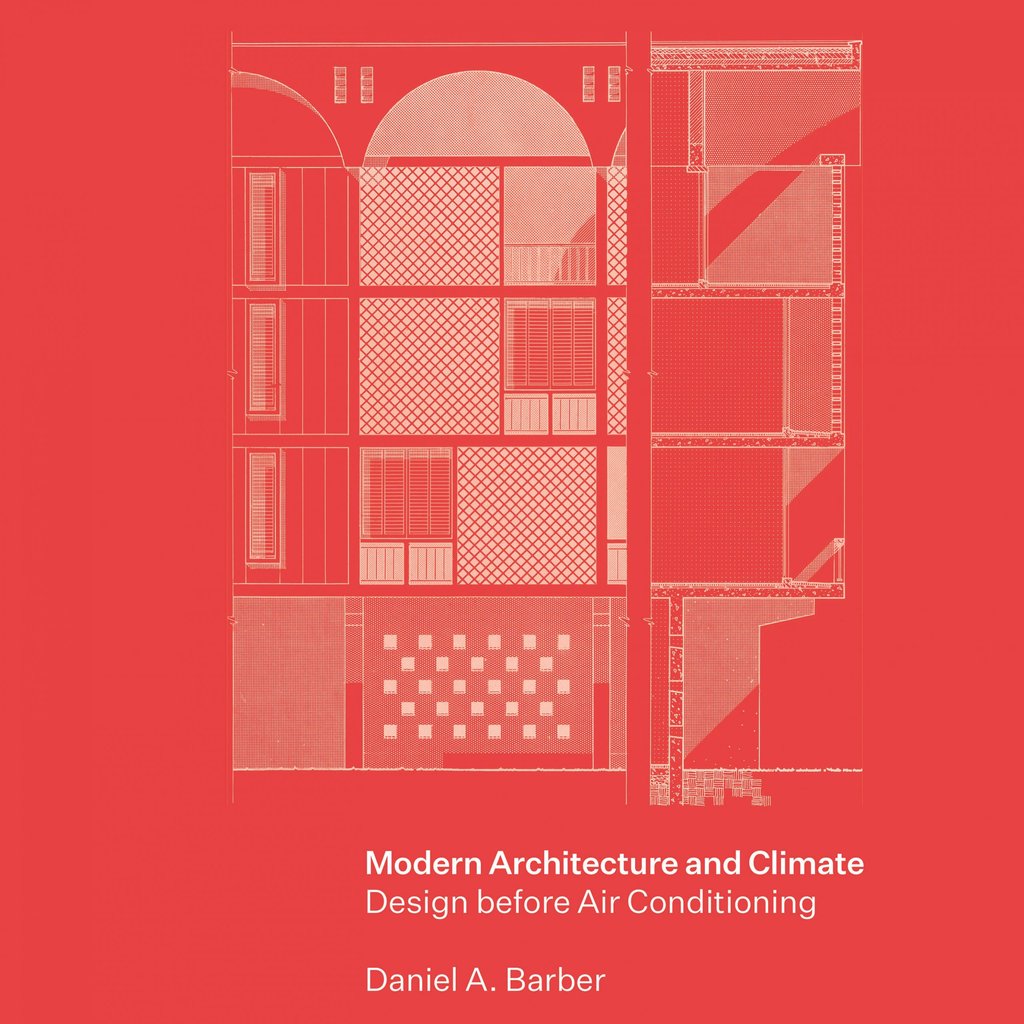 Modern Architecture and Climate
Design before Air Conditioning
Daniel A. Barber